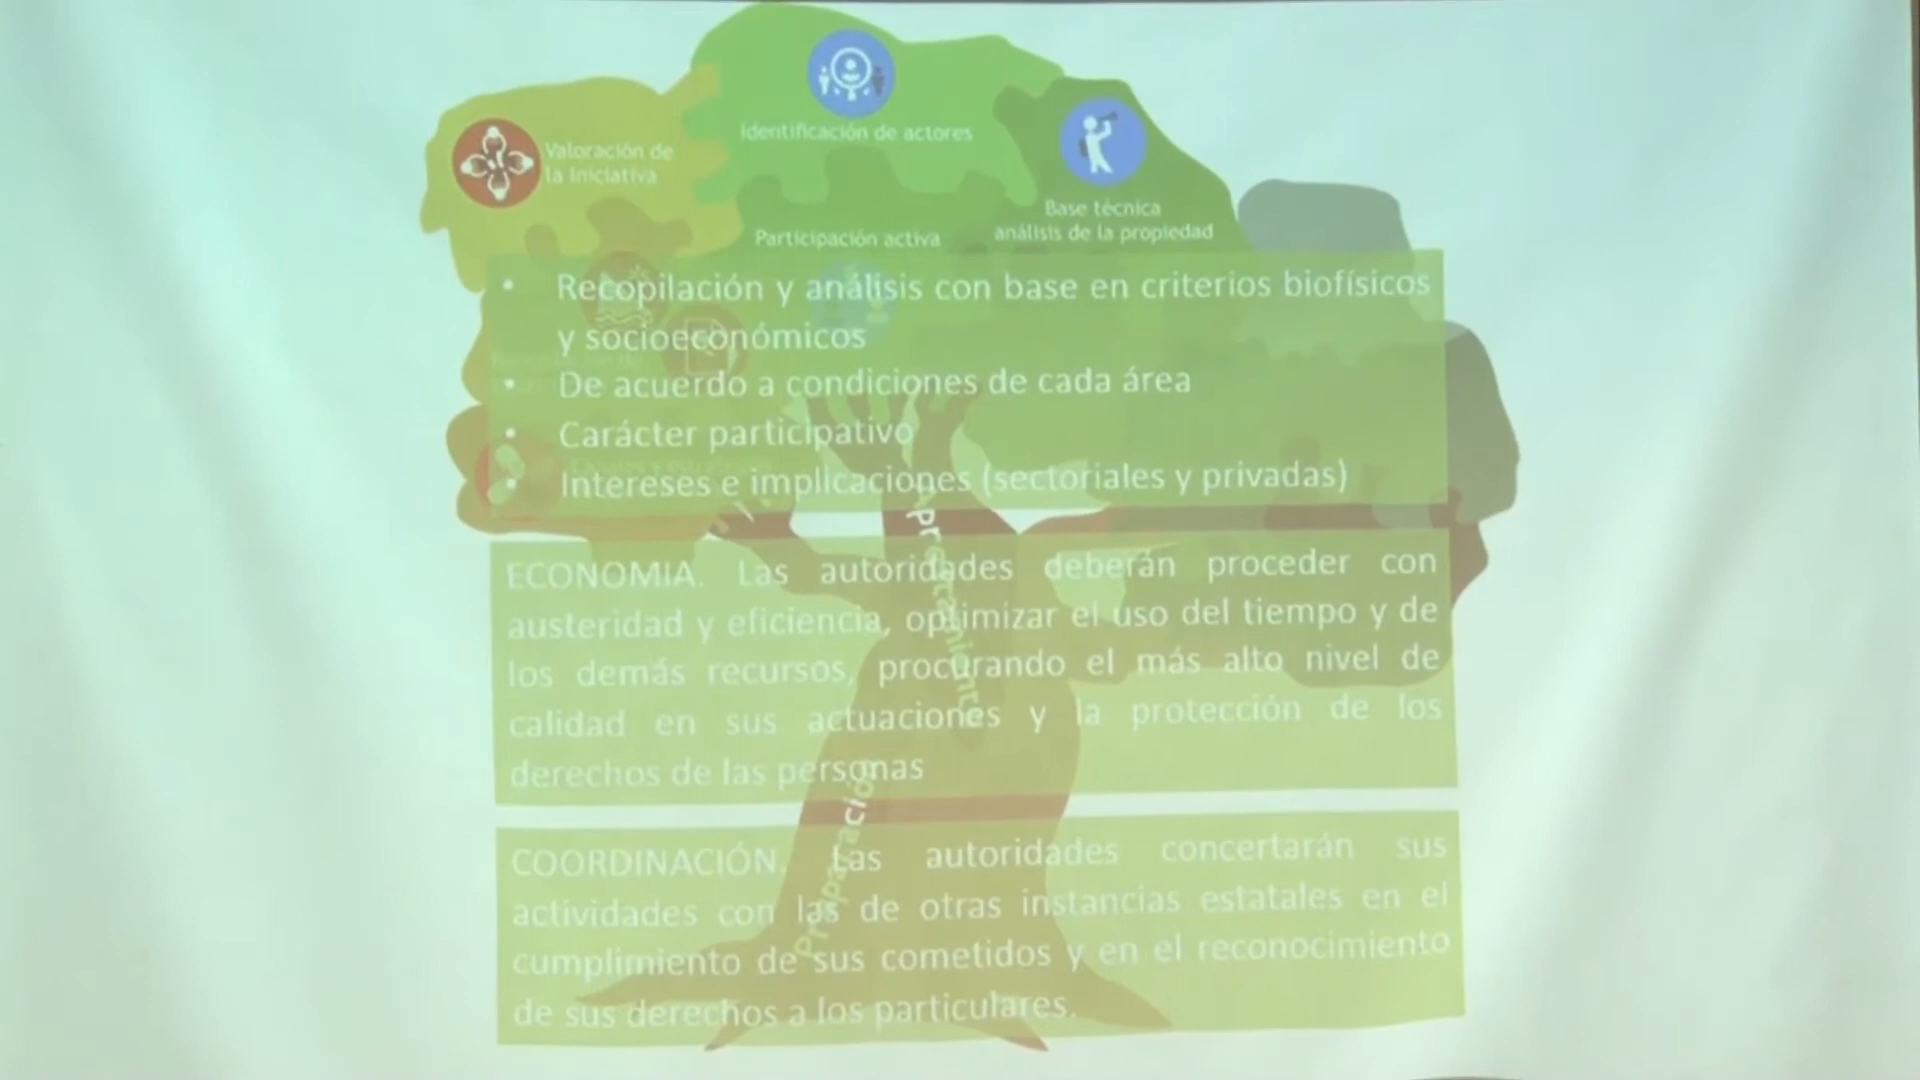 Identificación de actores
Valoración de
la Iniciativa
Base técnica
análisis de la propiedad
Participación activa
• Recopilación y análisis con base en criterios biofísicos
y socioeconómicos
• De acuerdo a condiciones de cada área
• Carácter participativo
• Intereses e implicaciones (sectoriales y privadas)
Aprestamiento
ECONOMIA. Las autoridades deberán proceder con
austeridad y eficiencia, optimizar el uso del tiempo y de
los demás recursos, procurando el más alto nivel de
calidad en sus actuaciones y la protección de los
derechos de las personas
Preparación
COORDINACIÓN. Las autoridades concertarán sus
actividades con las de otras instancias estatales en el
cumplimiento de sus cometidos y en el reconocimiento
de sus derechos a los particulares.